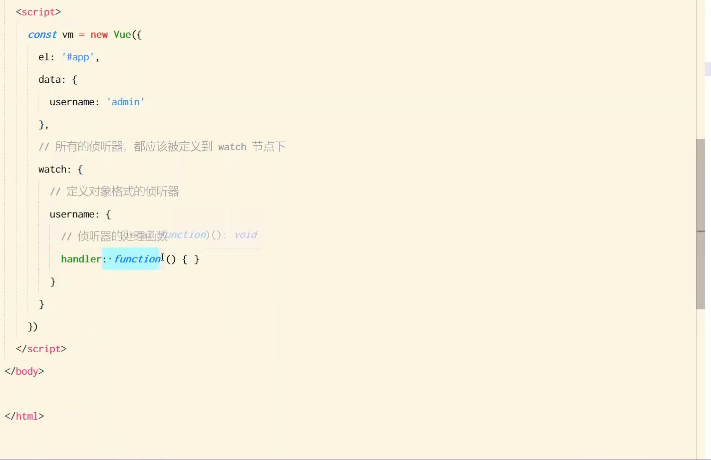 <script>
const vm = new Vue({
el: '#app',
data: {
username: 'admin'
},
// 所有的侦听器，都应该被定义到 watch 节点下
watch: {
// 定义对象格式的侦听器
username: {
// 侦听器的处理函数
function)(): void
handler: function () { }
}
}
})
</script>
</body>
</html>